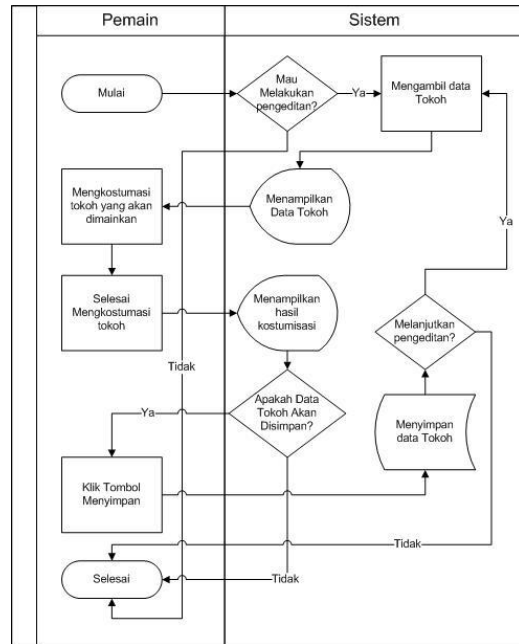 Pemain
Sistem
Mulai
Mau
Melakukan
pengeditan?
Ya
Mengambil data
Tokoh
Mengkostumasi
tokoh yang akan
dimainkan
Menampilkan
Data Tokoh
Ya
Selesai
Mengkostumasi
tokoh
Menampilkan
hasil
kostumisasi
Melanjutkan
pengeditan?
Tidak
Ya
Apakah Data
Tokoh Akan
Disimpan?
Menyimpan
data Tokoh
Klik Tombol
Menyimpan
Tidak
Selesai
Tidak